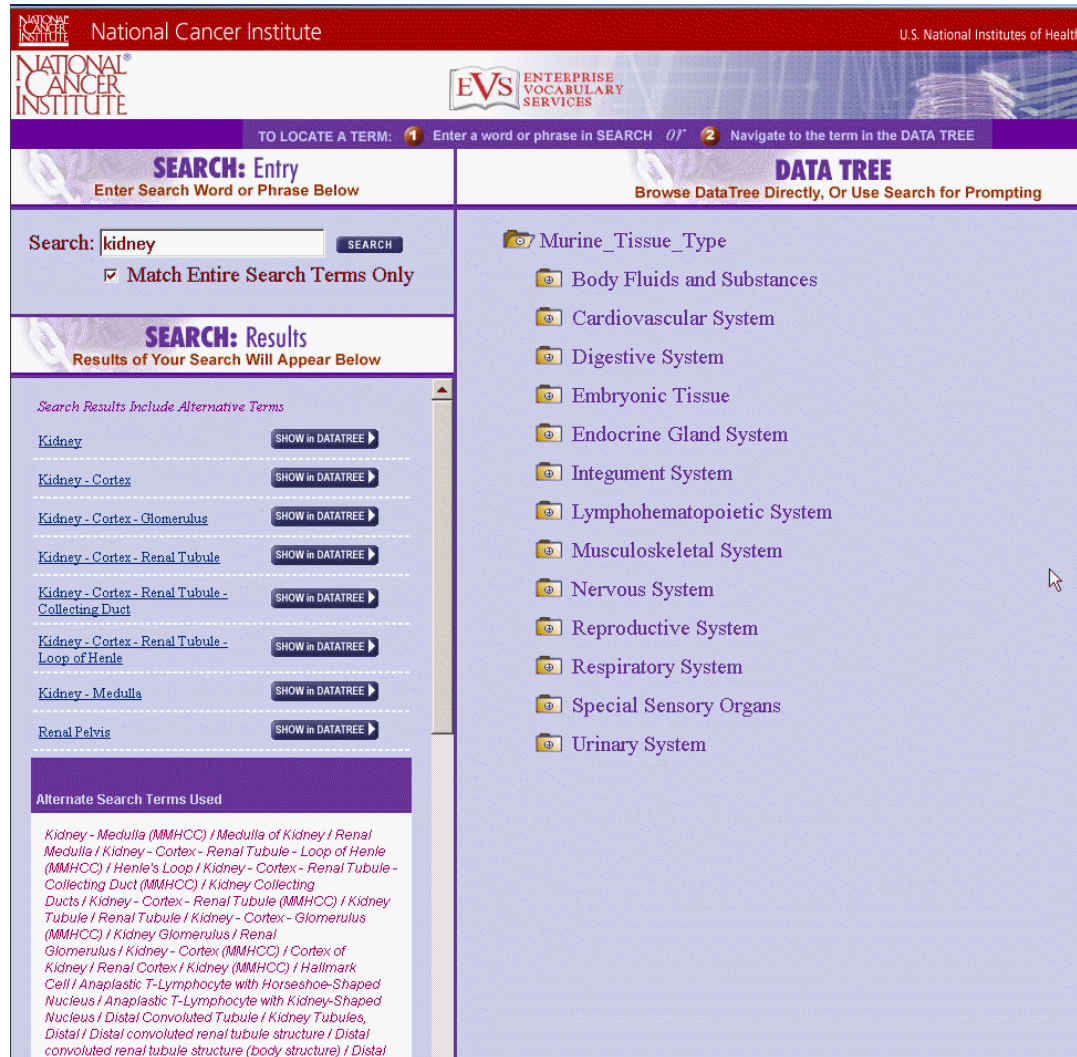 NATIONAL CANCER INSTITUTE
National Cancer Institute
U.S. National Institutes of Health
NATIONAL®
CANCER
INSTITUTE
EVS ENTERPRISE
VOCABULARY
SERVICES
TO LOCATE A TERM: 1 Enter a word or phrase in SEARCH or 2 Navigate to the term in the DATA TREE
SEARCH: Entry
Enter Search Word or Phrase Below
Search: kidney SEARCH
Match Entire Search Terms Only
SEARCH: Results
Results of Your Search Will Appear Below
Search Results Include Alternative Terms
Kidney SHOW in DATATREE
Kidney - Cortex SHOW in DATATREE
Kidney - Cortex - Glomerulus SHOW in DATATREE
Kidney - Cortex - Renal Tubule SHOW in DATATREE
Kidney - Cortex - Renal Tubule -
Collecting Duct SHOW in DATATREE
Kidney - Cortex - Renal Tubule -
Loop of Henle SHOW in DATATREE
Kidney - Medulla SHOW in DATATREE
Renal Pelvis SHOW in DATATREE
Alternate Search Terms Used
Kidney - Medulla (MMHCC) / Medulla of Kidney / Renal
Medulla / Kidney - Cortex - Renal Tubule - Loop of Henle
(MMHCC) / Henle's Loop / Kidney - Cortex - Renal Tubule -
Collecting Duct (MMHCC) / Kidney Collecting
Ducts / Kidney - Cortex - Renal Tubule (MMHCC) / Kidney
Tubule / Renal Tubule / Kidney - Cortex - Glomerulus
(MMHCC) / Kidney Glomerulus / Renal
Glomerulus / Kidney - Cortex (MMHCC) / Cortex of
Kidney / Renal Cortex / Kidney (MMHCC) / Hallmark
Cell / Anaplastic T-Lymphocyte with Horseshoe-Shaped
Nucleus / Anaplastic T-Lymphocyte with Kidney-Shaped
Nucleus / Distal Convoluted Tubule / Kidney Tubules,
Distal / Distal convoluted renal tubule structure / Distal
convoluted renal tubule structure (body structure) / Distal
DATA TREE
Browse DataTree Directly, Or Use Search for Prompting
Murine_Tissue_Type
Body Fluids and Substances
Cardiovascular System
Digestive System
Embryonic Tissue
Endocrine Gland System
Integument System
Lymphohematopoietic System
Musculoskeletal System
Nervous System
Reproductive System
Respiratory System
Special Sensory Organs
Urinary System